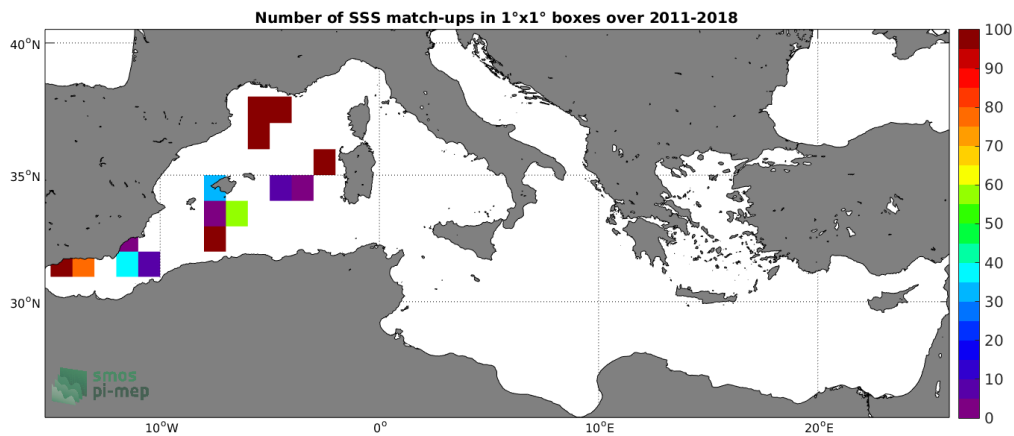 Number of SSS match-ups in 1°x1° boxes over 2011-2018
40°N
35°N
30°N
10°W
0°
10°E
20°E
100
90
80
70
60
50
40
30
20
10
0
smos
pi-mep